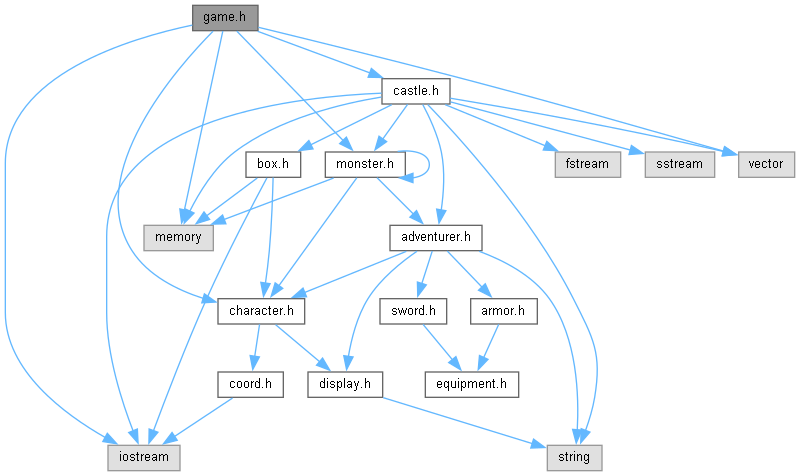 game.h
castle.h
box.h
monster.h
fstream
sstream
vector
memory
adventurer.h
character.h
sword.h
armor.h
coord.h
display.h
equipment.h
iostream
string